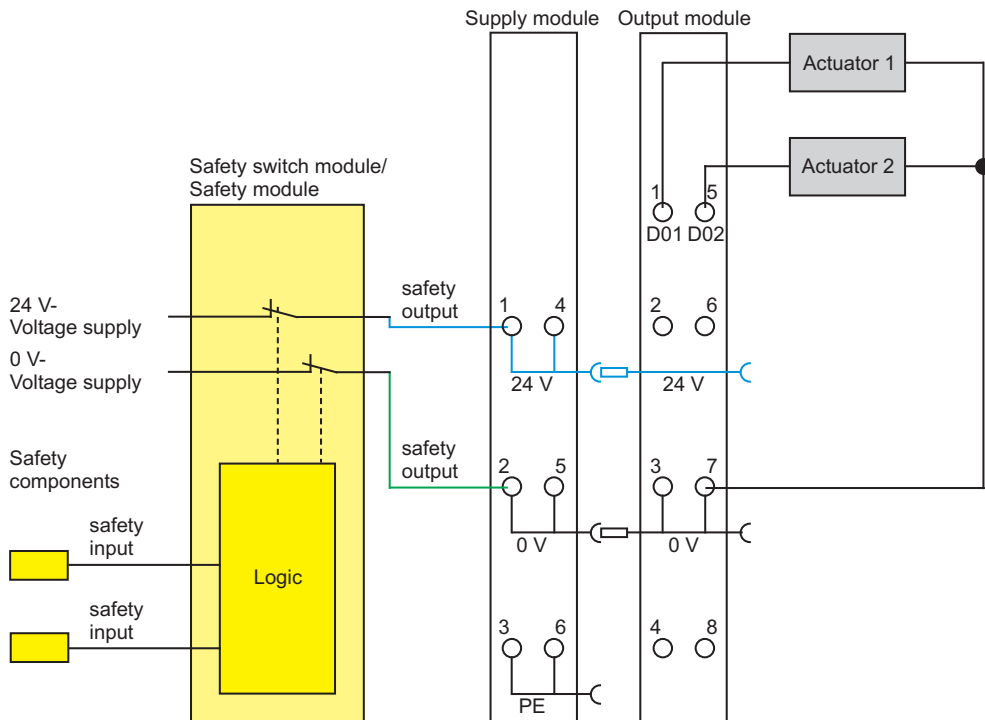 Supply module
Output module
Actuator 1
Actuator 2
Safety switch module/
Safety module
1
5
D01
D02
24 V-
Voltage supply
safety
output
1
4
2
6
0 V-
Voltage supply
24 V
24 V
Safety
components
safety
output
2
5
3
7
safety
input
0 V
0 V
Logic
safety
input
3
6
4
8
PE